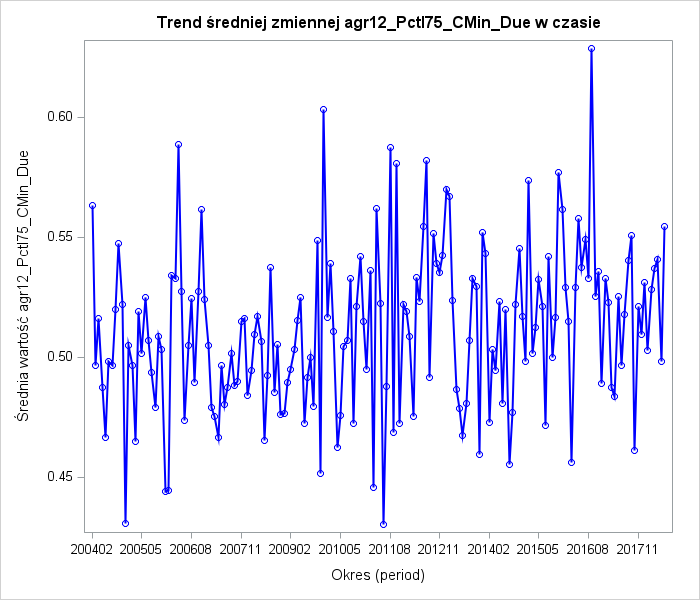 Trend średniej zmiennej agr12_Pctl75_CMin_Due w czasie
Średnia wartość agr12_Pctl75_CMin_Due
0.60
0.55
0.50
0.45
200402 200505 200608 200711 200902 201005 201108 201211 201402 201505 201608 201711
Okres (period)